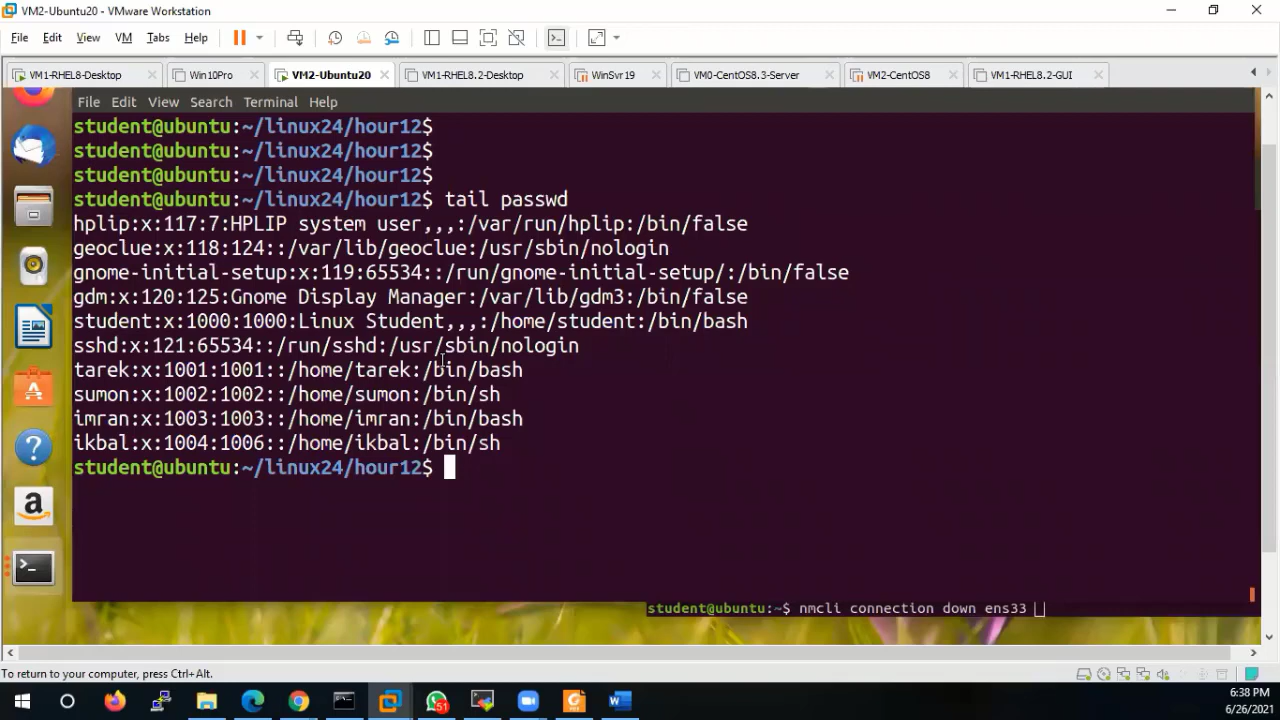 VM2-Ubuntu20 - VMware Workstation
File Edit View VM Tabs Help
VM1-RHEL8-Desktop Win10Pro VM2-Ubuntu20 VM1-RHEL8.2-Desktop WinSvr19 VM0-CentOS8.3-Server VM2-CentOS8 VM1-RHEL8.2-GUI
File Edit View Search Terminal Help
student@ubuntu:~/linux24/hour12$
student@ubuntu:~/linux24/hour12$
student@ubuntu:~/linux24/hour12$
student@ubuntu:~/linux24/hour12$ tail passwd
hplip:x:117:7:HPLIP system user,,,:/var/run/hplip:/bin/false
geoclue:x:118:124::/var/lib/geoclue:/usr/sbin/nologin
gnome-initial-setup:x:119:65534::/run/gnome-initial-setup/:/bin/false
gdm:x:120:125:Gnome Display Manager:/var/lib/gdm3:/bin/false
student:x:1000:1000:Linux Student,,,:/home/student:/bin/bash
sshd:x:121:65534::/run/sshd:/usr/sbin/nologin
tarek:x:1001:1001::/home/tarek:/bin/bash
sumon:x:1002:1002::/home/sumon:/bin/sh
imran:x:1003:1003::/home/imran:/bin/bash
ikbal:x:1004:1006::/home/ikbal:/bin/sh
student@ubuntu:~/linux24/hour12$
student@ubuntu:~$ nmcli connection down ens33
To return to your computer, press Ctrl+Alt.
51
6:38 PM
6/26/2021